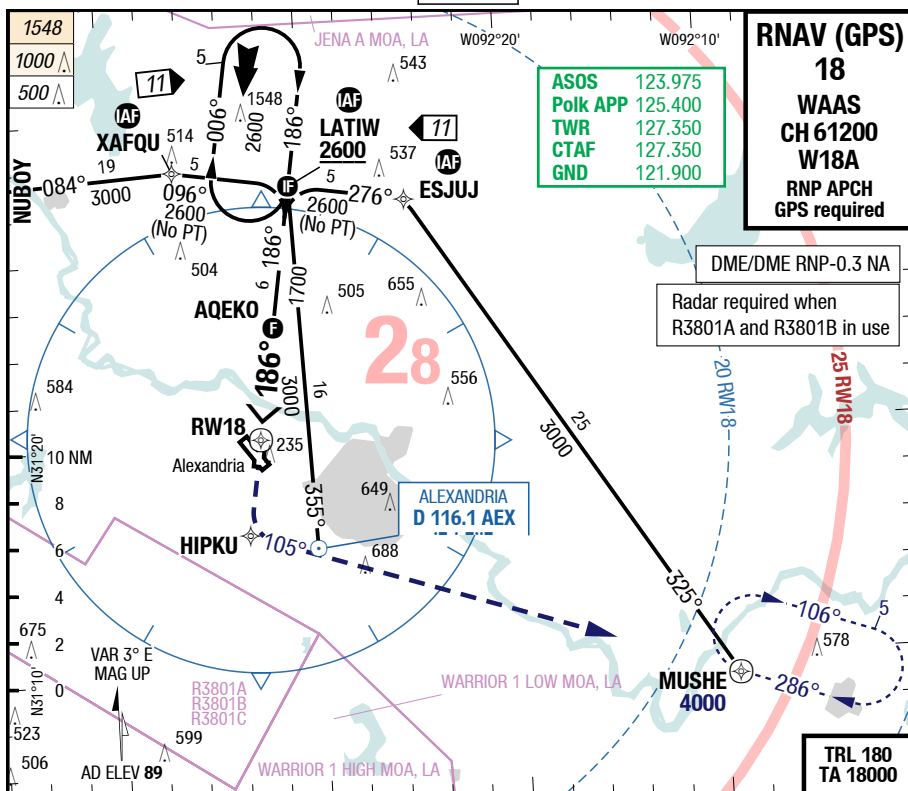 1548
1000
500
JENA A MOA, LA
W092°20'
W092°10'
RNAV (GPS)
18
WAAS
CH 61200
W18A
RNP APCH
GPS required
ASOS 123.975
Polk APP 125.400
TWR 127.350
CTAF 127.350
GND 121.900
DME/DME RNP-0.3 NA
Radar required when
R3801A and R3801B in use
11
5
006°
1548
2600
186°
543
IAF
XAFQU
514
IAF
LATIW
2600
11
537
IAF
ESJUJ
NUBOY
084°
19
3000
5
096°
2600
(No PT)
IF
5
276°
2600
(No PT)
504
186°
186°
6
1700
505
655
AQEKO
F
28
186°
3000
16
556
584
25
3000
20 RW18
25 RW18
RW18
235
Alexandria
N31°20'
10 NM
8
6
4
2
0
355°
649
ALEXANDRIA
D 116.1 AEX
HIPKU
105°
688
325°
106°
5
578
286°
MUSHE
4000
675
VAR 3° E
MAG UP
N31°10'
R3801A
R3801B
R3801C
WARRIOR 1 LOW MOA, LA
523
599
506
AD ELEV 89
WARRIOR 1 HIGH MOA, LA
TRL 180
TA 18000